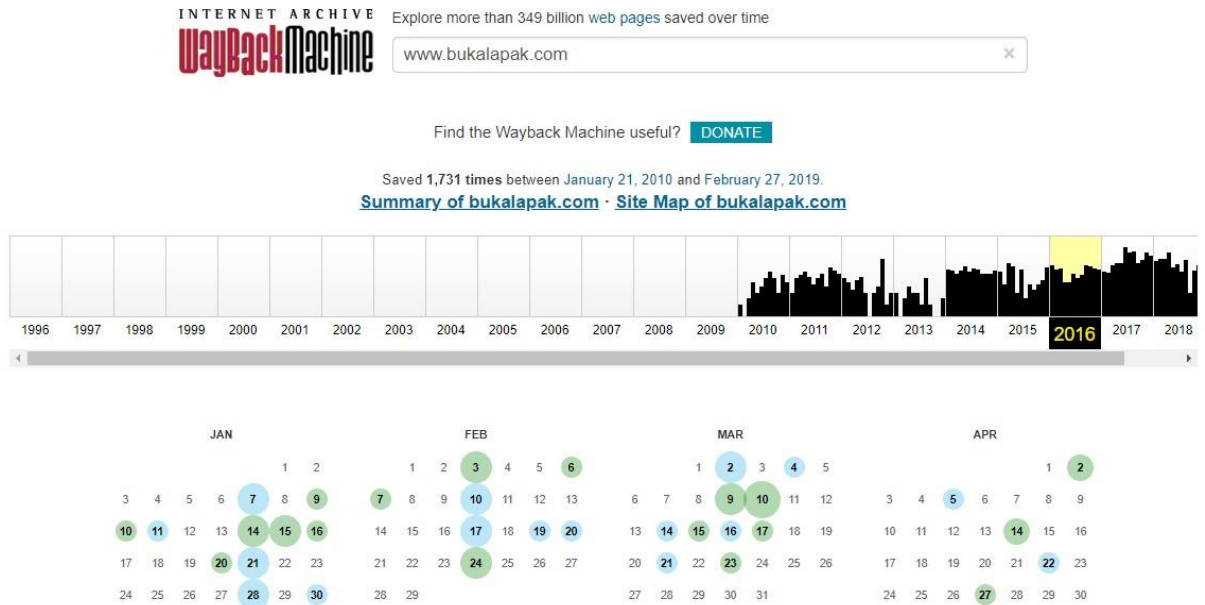 INTERNET ARCHIVE
WayBackMachine
Explore more than 349 billion web pages saved over time
www.bukalapak.com ×
Find the Wayback Machine useful? DONATE
Saved 1,731 times between January 21, 2010 and February 27, 2019.
Summary of bukalapak.com · Site Map of bukalapak.com
1996 1997 1998 1999 2000 2001 2002 2003 2004 2005 2006 2007 2008 2009 2010 2011 2012 2013 2014 2015 2016 2017 2018
JAN
1 2
3 4 5 6 7 8 9
10 11 12 13 14 15 16
17 18 19 20 21 22 23
24 25 26 27 28 29 30
FEB
1 2 3 4 5 6
7 8 9 10 11 12 13
14 15 16 17 18 19 20
21 22 23 24 25 26 27
28 29
MAR
1 2 3 4 5
6 7 8 9 10 11 12
13 14 15 16 17 18 19
20 21 22 23 24 25 26
27 28 29 30 31
APR
1 2
3 4 5 6 7 8 9
10 11 12 13 14 15 16
17 18 19 20 21 22 23
24 25 26 27 28 29 30